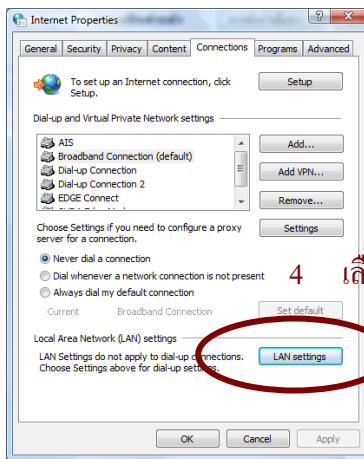 Internet Properties
General Security Privacy Content Connections Programs Advanced
To set up an Internet connection, click
Setup.
Setup
Dial-up and Virtual Private Network settings
AIS
Broadband Connection (default)
Dial-up Connection
Dial-up Connection 2
EDGE Connect
Add...
Add VPN...
Remove...
Choose Settings if you need to configure a proxy
server for a connection.
Settings
Never dial a connection
Dial whenever a network connection is not present
Always dial my default connection
4
Current Broadband Connection Set default
Local Area Network (LAN) settings
LAN Settings do not apply to dial-up connections.
Choose Settings above for dial-up settings.
LAN settings
OK Cancel Apply